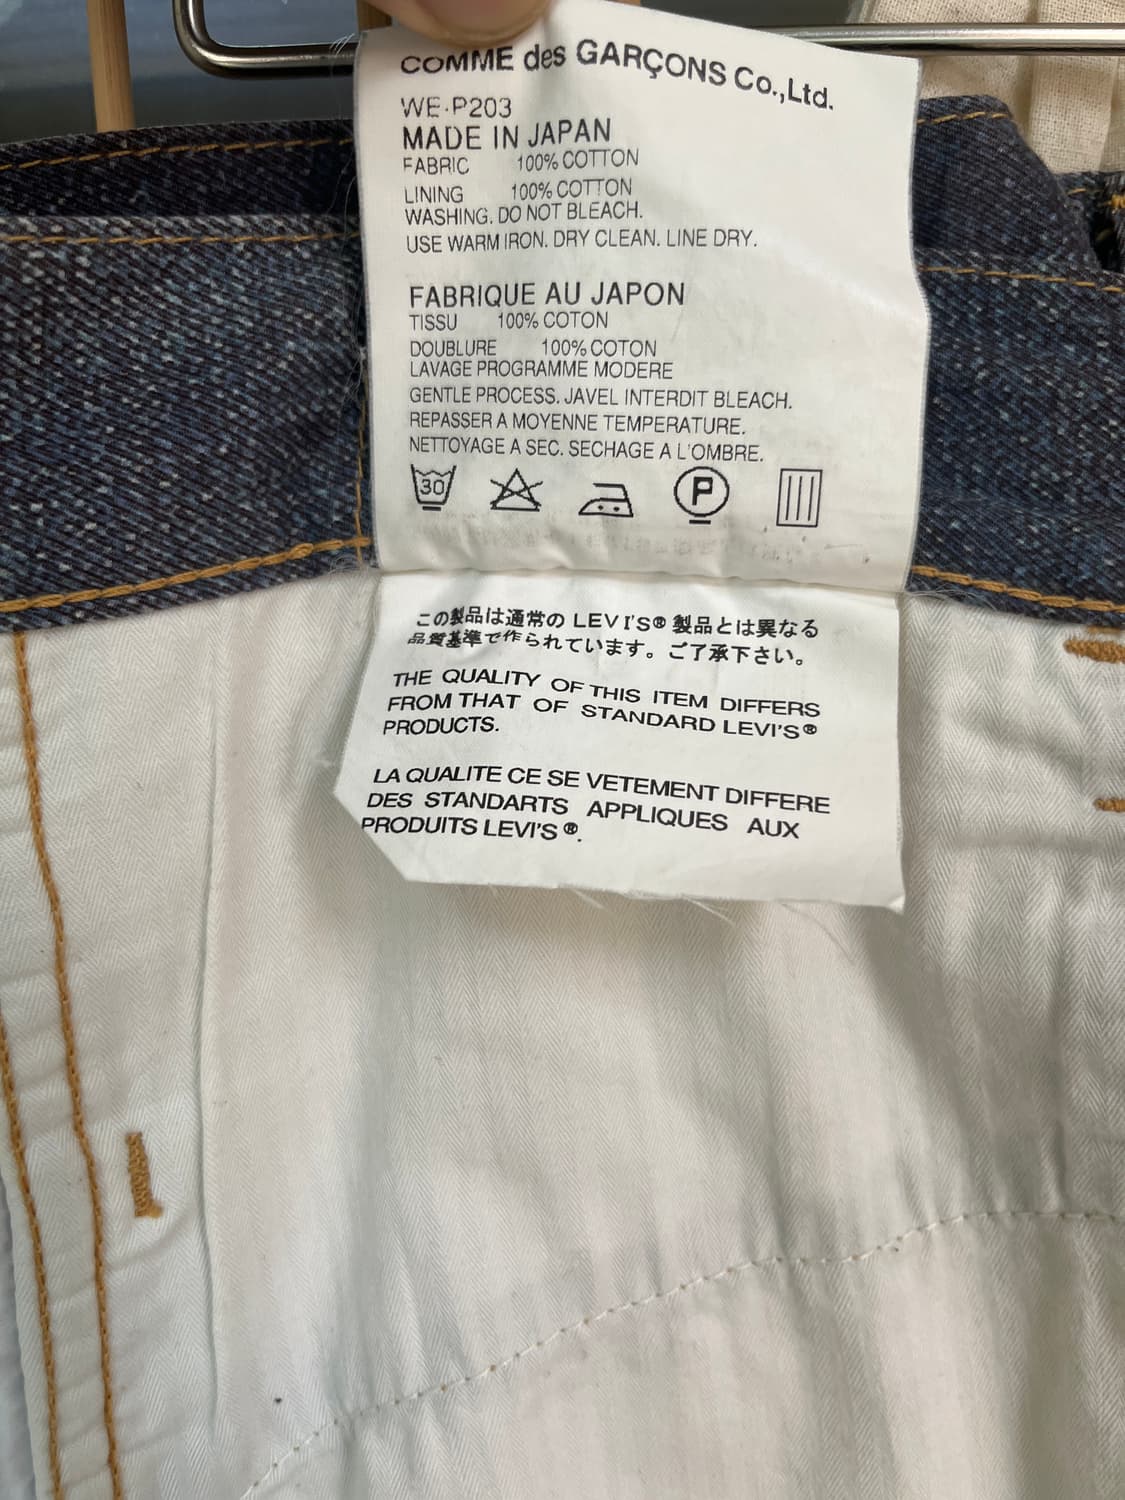 COMME des GARÇONS Co.,Ltd.
WE-P203
MADE IN JAPAN
FABRIC 100% COTTON
LINING 100% COTTON
WASHING. DO NOT BLEACH.
USE WARM IRON. DRY CLEAN. LINE DRY.
FABRIQUE AU JAPON
TISSU 100% COTON
DOUBLURE 100% COTON
LAVAGE PROGRAMME MODERE
GENTLE PROCESS. JAVEL INTERDIT BLEACH.
REPASSER A MOYENNE TEMPERATURE.
NETTOYAGE A SEC. SECHAGE A L'OMBRE.
30 P
この製品は通常の LEVI'S® 製品とは異なる
品質基準で作られています。ご了承下さい。
THE QUALITY OF THIS ITEM DIFFERS
FROM THAT OF STANDARD LEVI'S®
PRODUCTS.
LA QUALITE CE SE VETEMENT DIFFERE
DES STANDARTS APPLIQUES AUX
PRODUITS LEVI'S®.